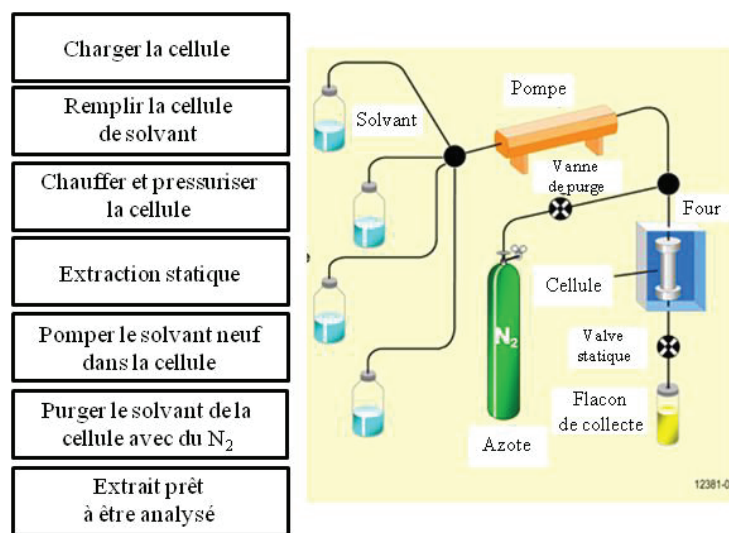 Charger la cellule
Remplir la cellule
de solvant
Chauffer et pressuriser
la cellule
Extraction statique
Pomper le solvant neuf
dans la cellule
Purger le solvant de la
cellule avec du N2
Extrait prêt
à être analysé
Solvant
Pompe
Vanne
de purge
Four
Cellule
N2
Valve
statique
Flacon
de collecte
Azote
12381-0
e